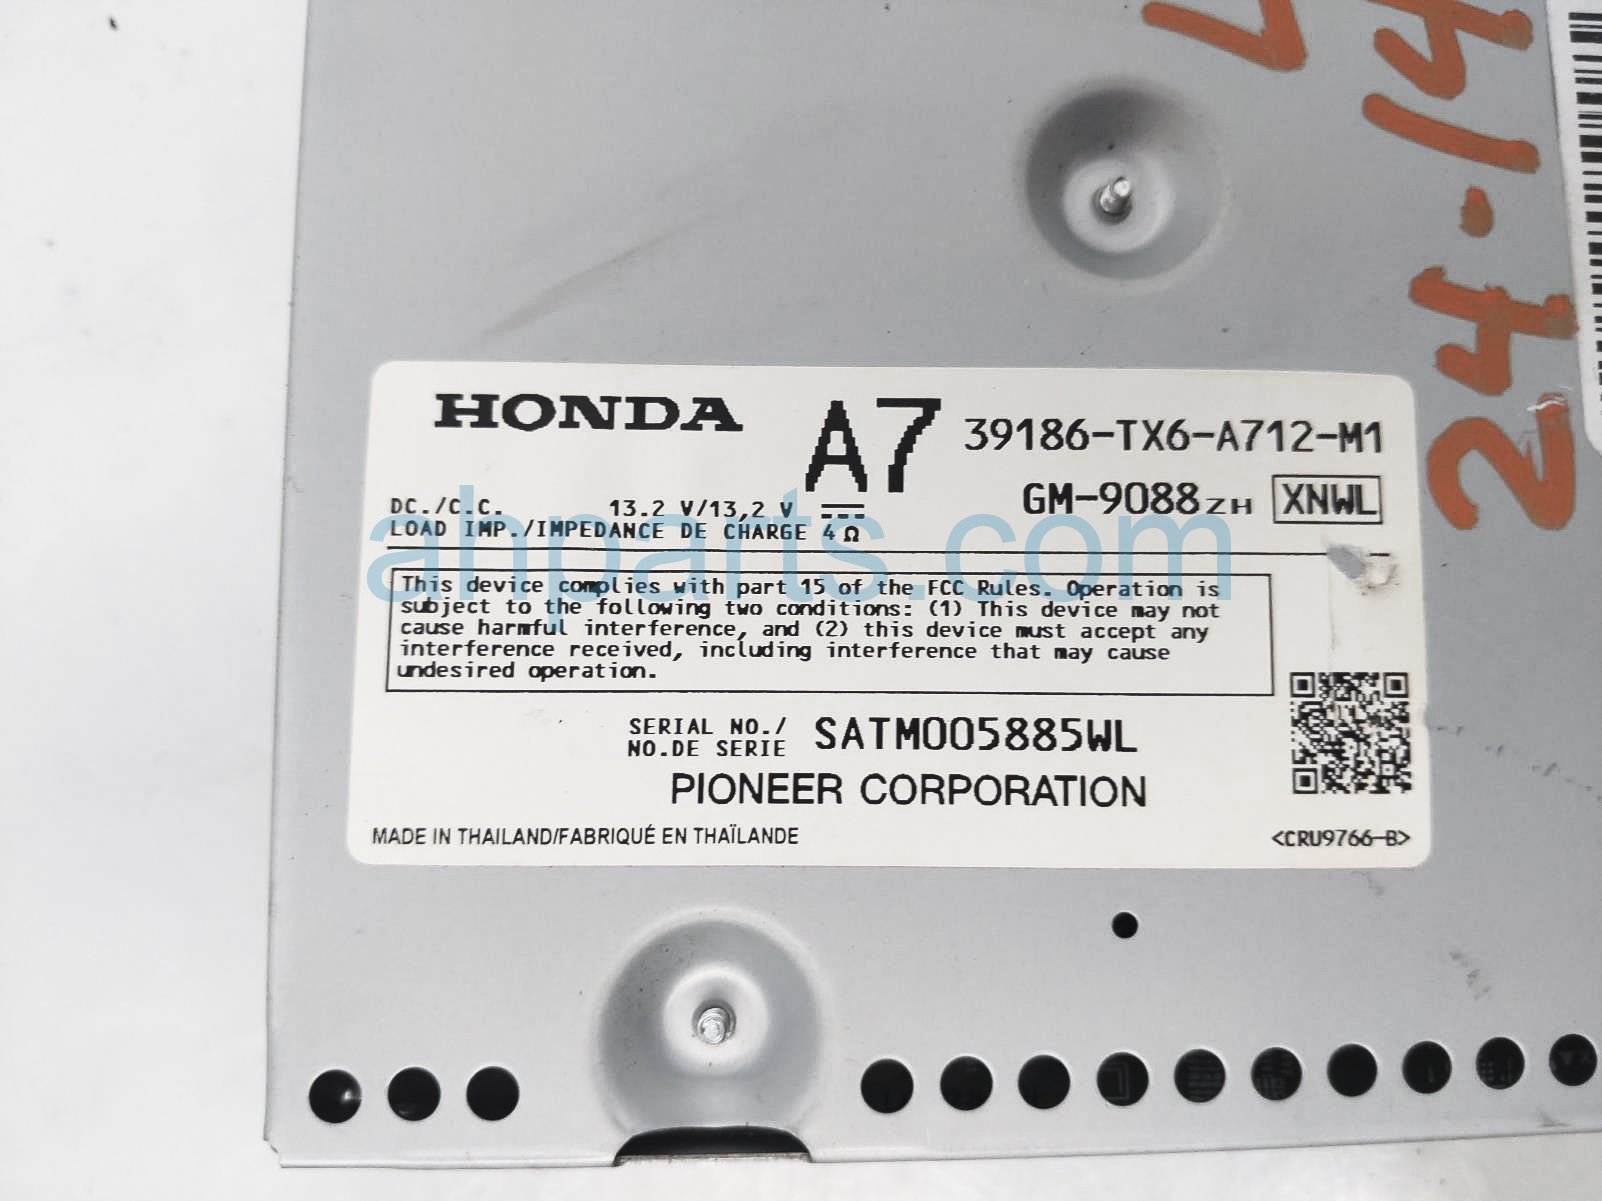 24-14
HONDA
A7
39186-TX6-A712-M1
GM-9088ZH XNWL
DC./C.C. 13.2 V/13,2 V
LOAD IMP./IMPEDANCE DE CHARGE 4Ω
ahparts.com
This device complies with part 15 of the FCC Rules. Operation is
subject to the following two conditions: (1) This device may not
cause harmful interference, and (2) this device must accept any
interference received, including interference that may cause
undesired operation.
SERIAL NO./
NO.DE SERIE
SATM005885WL
PIONEER CORPORATION
MADE IN THAILAND/FABRIQUÉ EN THAÏLANDE
<CRU9766-B>